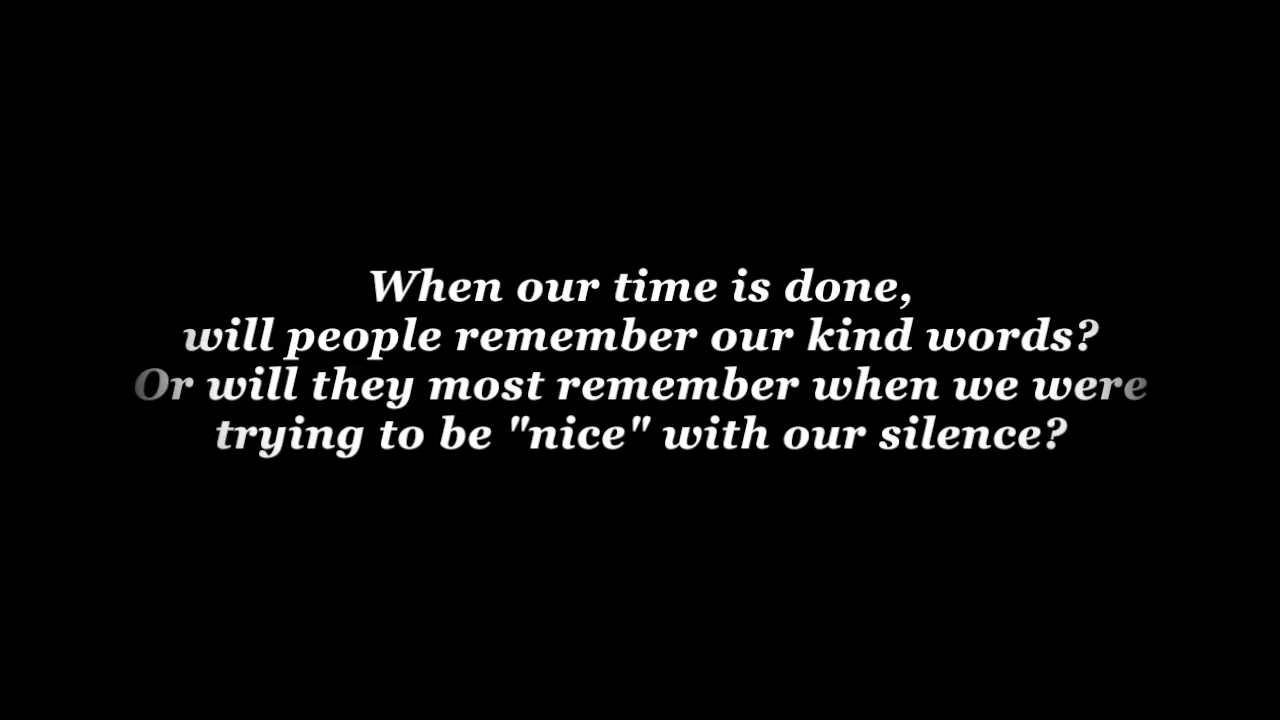 When our time is done,
will people remember our kind words?
Or will they most remember when we were
trying to be "nice" with our silence?